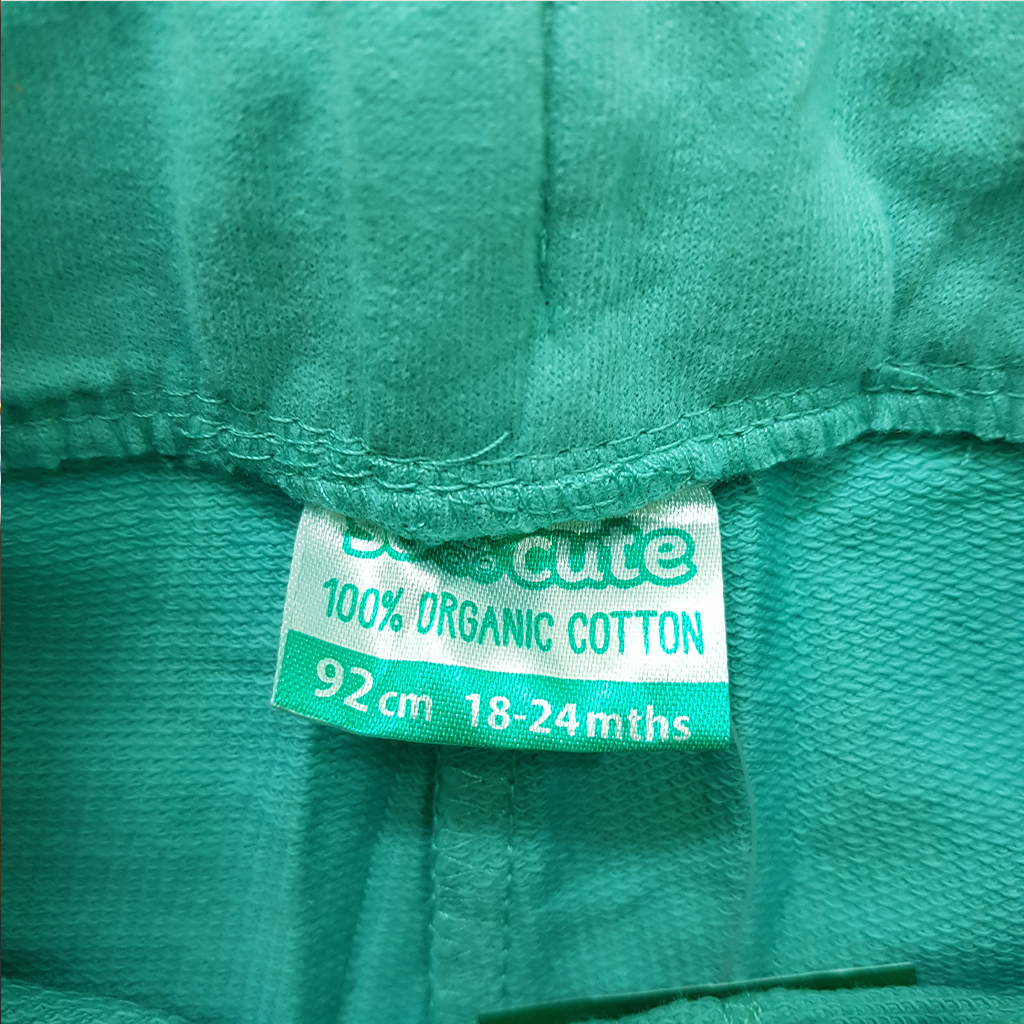 cute
100% ORGANIC COTTON
92cm 18-24mths